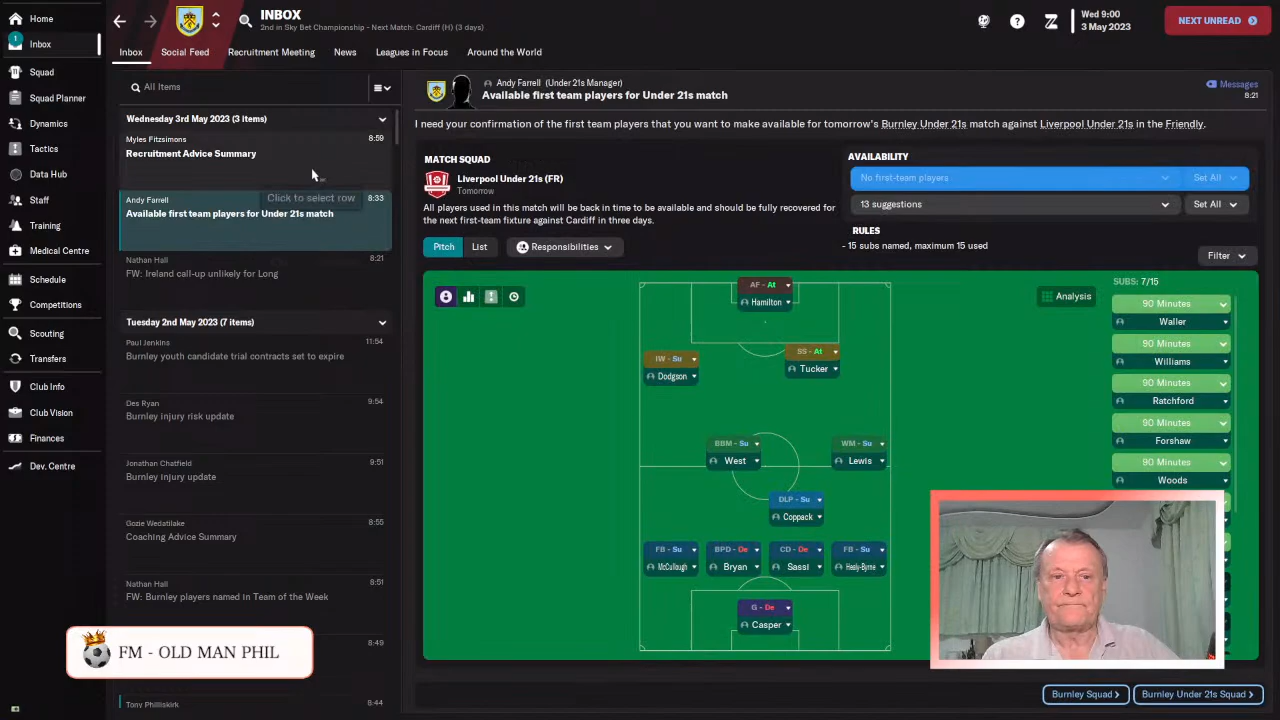 Home
1
Inbox
Squad
Squad Planner
Dynamics
Tactics
Data Hub
Staff
Training
Medical Centre
Schedule
Competitions
Scouting
Transfers
Club Info
Club Vision
Finances
Dev. Centre
INBOX
2nd in Sky Bet Championship - Next Match: Cardiff (H) (3 days)
Wed 9:00
3 May 2023
NEXT UNREAD
Inbox Social Feed Recruitment Meeting News Leagues in Focus Around the World
All Items
Wednesday 3rd May 2023 (3 items)
Myles Fitzsimons 8:59
Recruitment Advice Summary
Click to select row
Andy Farrell 8:33
Available first team players for Under 21s match
Nathan Hall 8:21
FW: Ireland call-up unlikely for Long
Tuesday 2nd May 2023 (7 items)
Paul Jenkins 11:54
Burnley youth candidate trial contracts set to expire
Des Ryan 9:54
Burnley injury risk update
Jonathan Chatfield 9:51
Burnley injury update
Gozie Wedatilake 8:55
Coaching Advice Summary
Nathan Hall 8:51
FW: Burnley players named in Team of the Week
8:49
FM - OLD MAN PHIL
Tony Philliskirk 8:44
Andy Farrell (Under 21s Manager)
Available first team players for Under 21s match
Messages
8:21
I need your confirmation of the first team players that you want to make available for tomorrow's Burnley Under 21s match against Liverpool Under 21s in the Friendly.
MATCH SQUAD
Liverpool Under 21s (FR)
Tomorrow
All players used in this match will be back in time to be available and should be fully recovered for
the next first-team fixture against Cardiff in three days.
AVAILABILITY
No first-team players Set All
13 suggestions Set All
RULES
- 15 subs named, maximum 15 used
Pitch List Responsibilities
Filter
Analysis
AF - At
Hamilton
IW - Su
Dodgson
SS - At
Tucker
BBM - Su
West
WM - Su
Lewis
DLP - Su
Coppack
FB - Su
McCullough
BPD - De
Bryan
CD - De
Sassi
FB - Su
Healy-Byrne
G - De
Casper
SUBS: 7/15
90 Minutes
Waller
90 Minutes
Williams
90 Minutes
Ratchford
90 Minutes
Forshaw
90 Minutes
Woods
Burnley Squad
Burnley Under 21s Squad